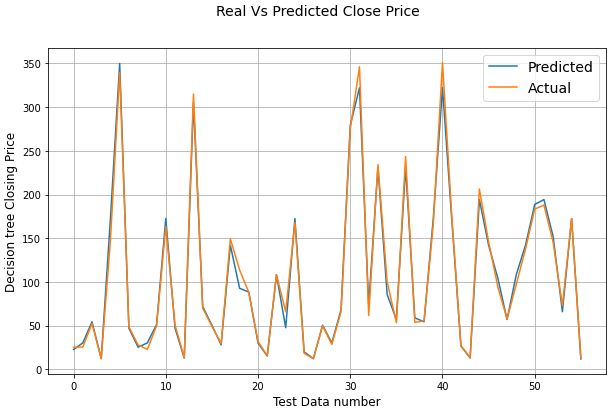 Real Vs Predicted Close Price
Predicted
Actual
Decision tree Closing Price
350
300
250
200
150
100
50
0
0 10 20 30 40 50
Test Data number